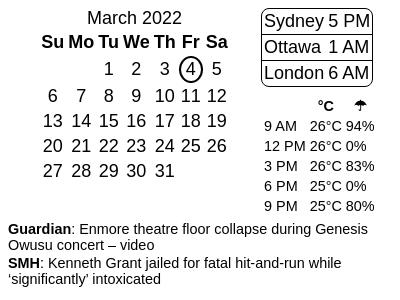 March 2022
Su Mo Tu We Th Fr Sa
1 2 3 4 5
6 7 8 9 10 11 12
13 14 15 16 17 18 19
20 21 22 23 24 25 26
27 28 29 30 31
Sydney 5 PM
Ottawa 1 AM
London 6 AM
°C ☂
9 AM 26°C 94%
12 PM 26°C 0%
3 PM 26°C 83%
6 PM 25°C 0%
9 PM 25°C 80%
Guardian: Enmore theatre floor collapse during Genesis
Owusu concert – video
SMH: Kenneth Grant jailed for fatal hit-and-run while
‘significantly’ intoxicated